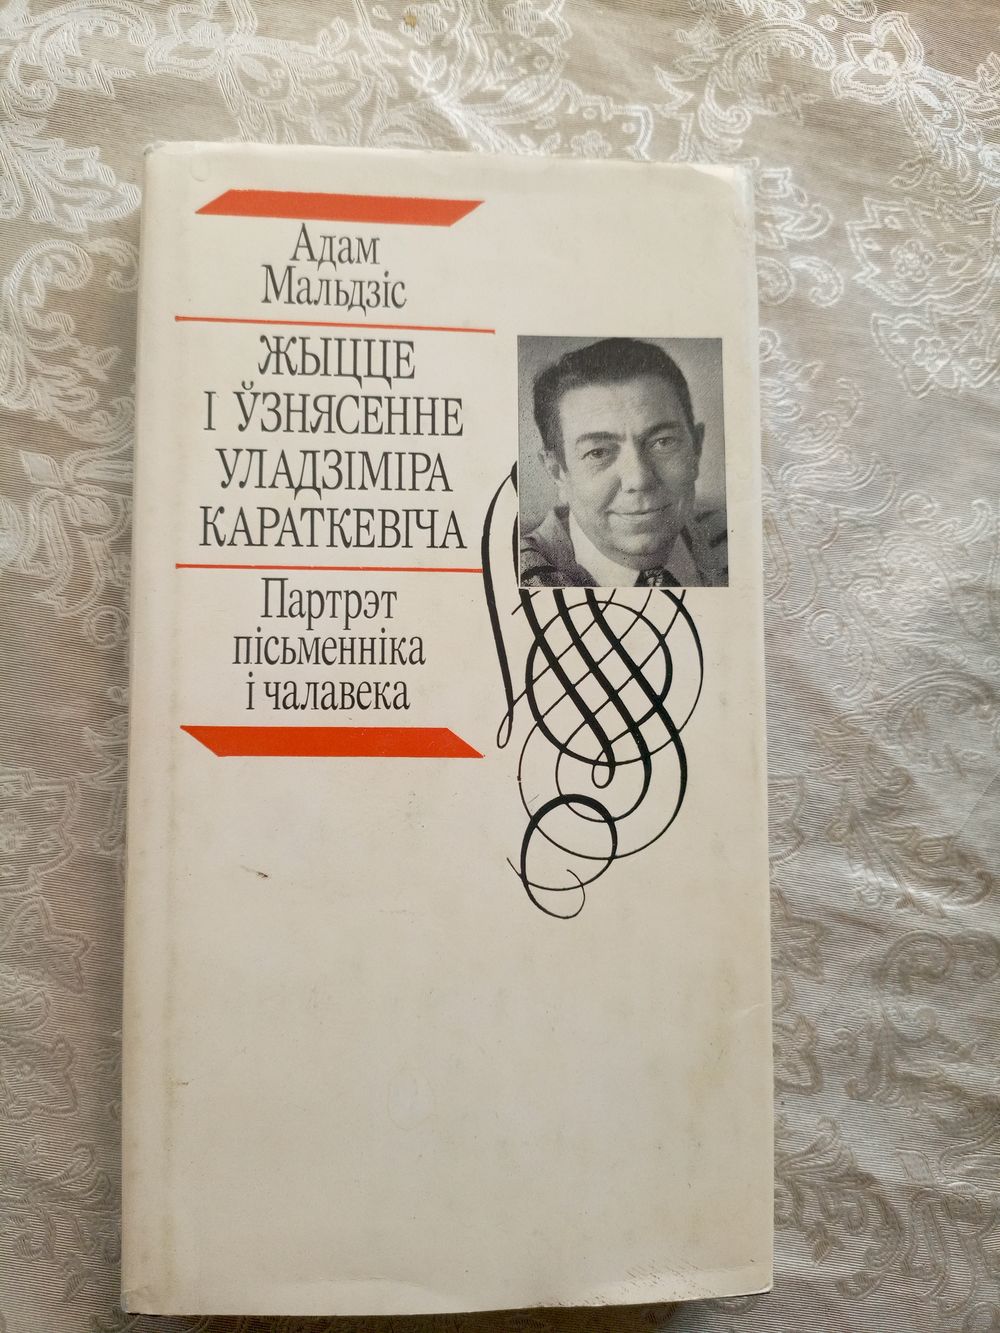 Адам
Мальдзіс
ЖЫЦЦЕ
І ЎЗНЯСЕННЕ
УЛАДЗІМІРА
КАРАТКЕВІЧА
Партрэт
пісьменніка
і чалавека